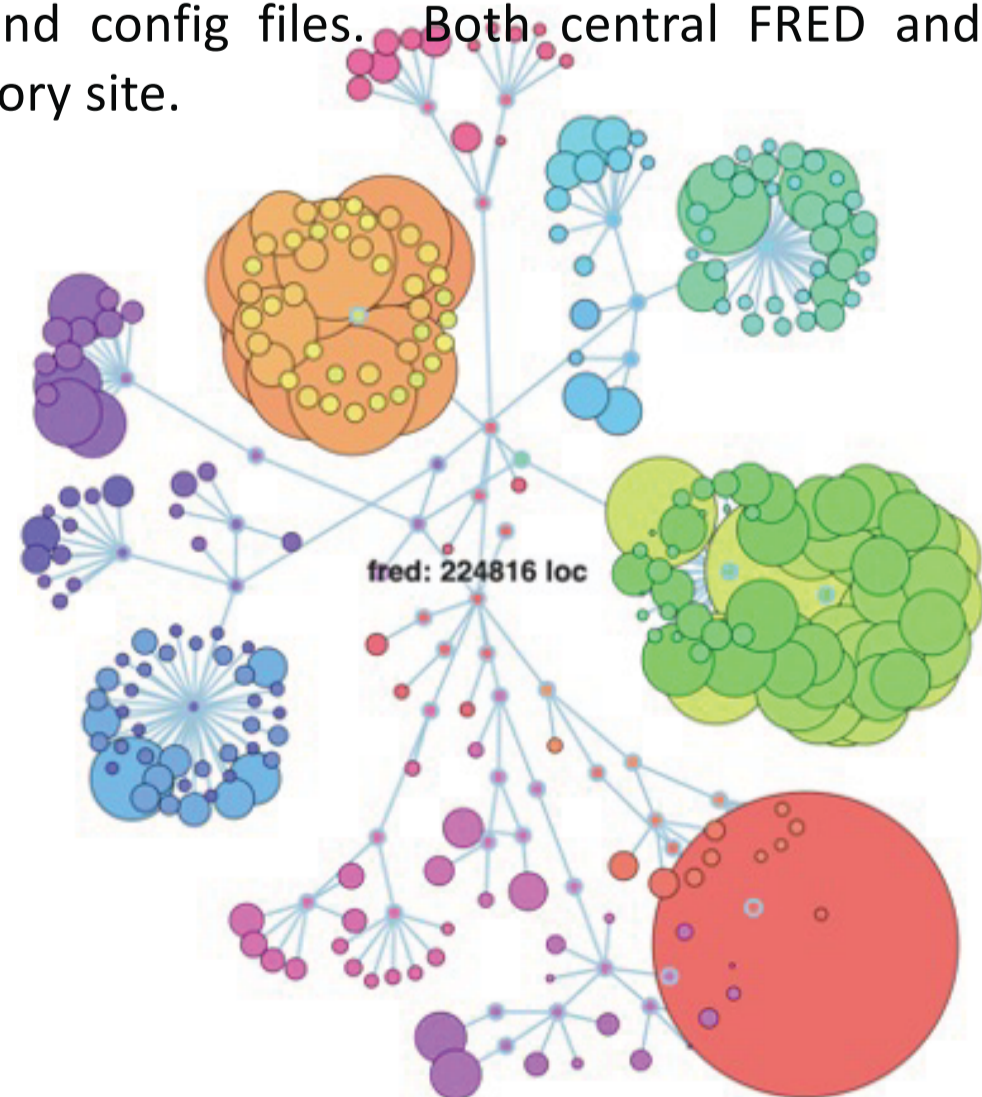 nd config files. Both central FRED and
ory site.
fred: 224816 loc